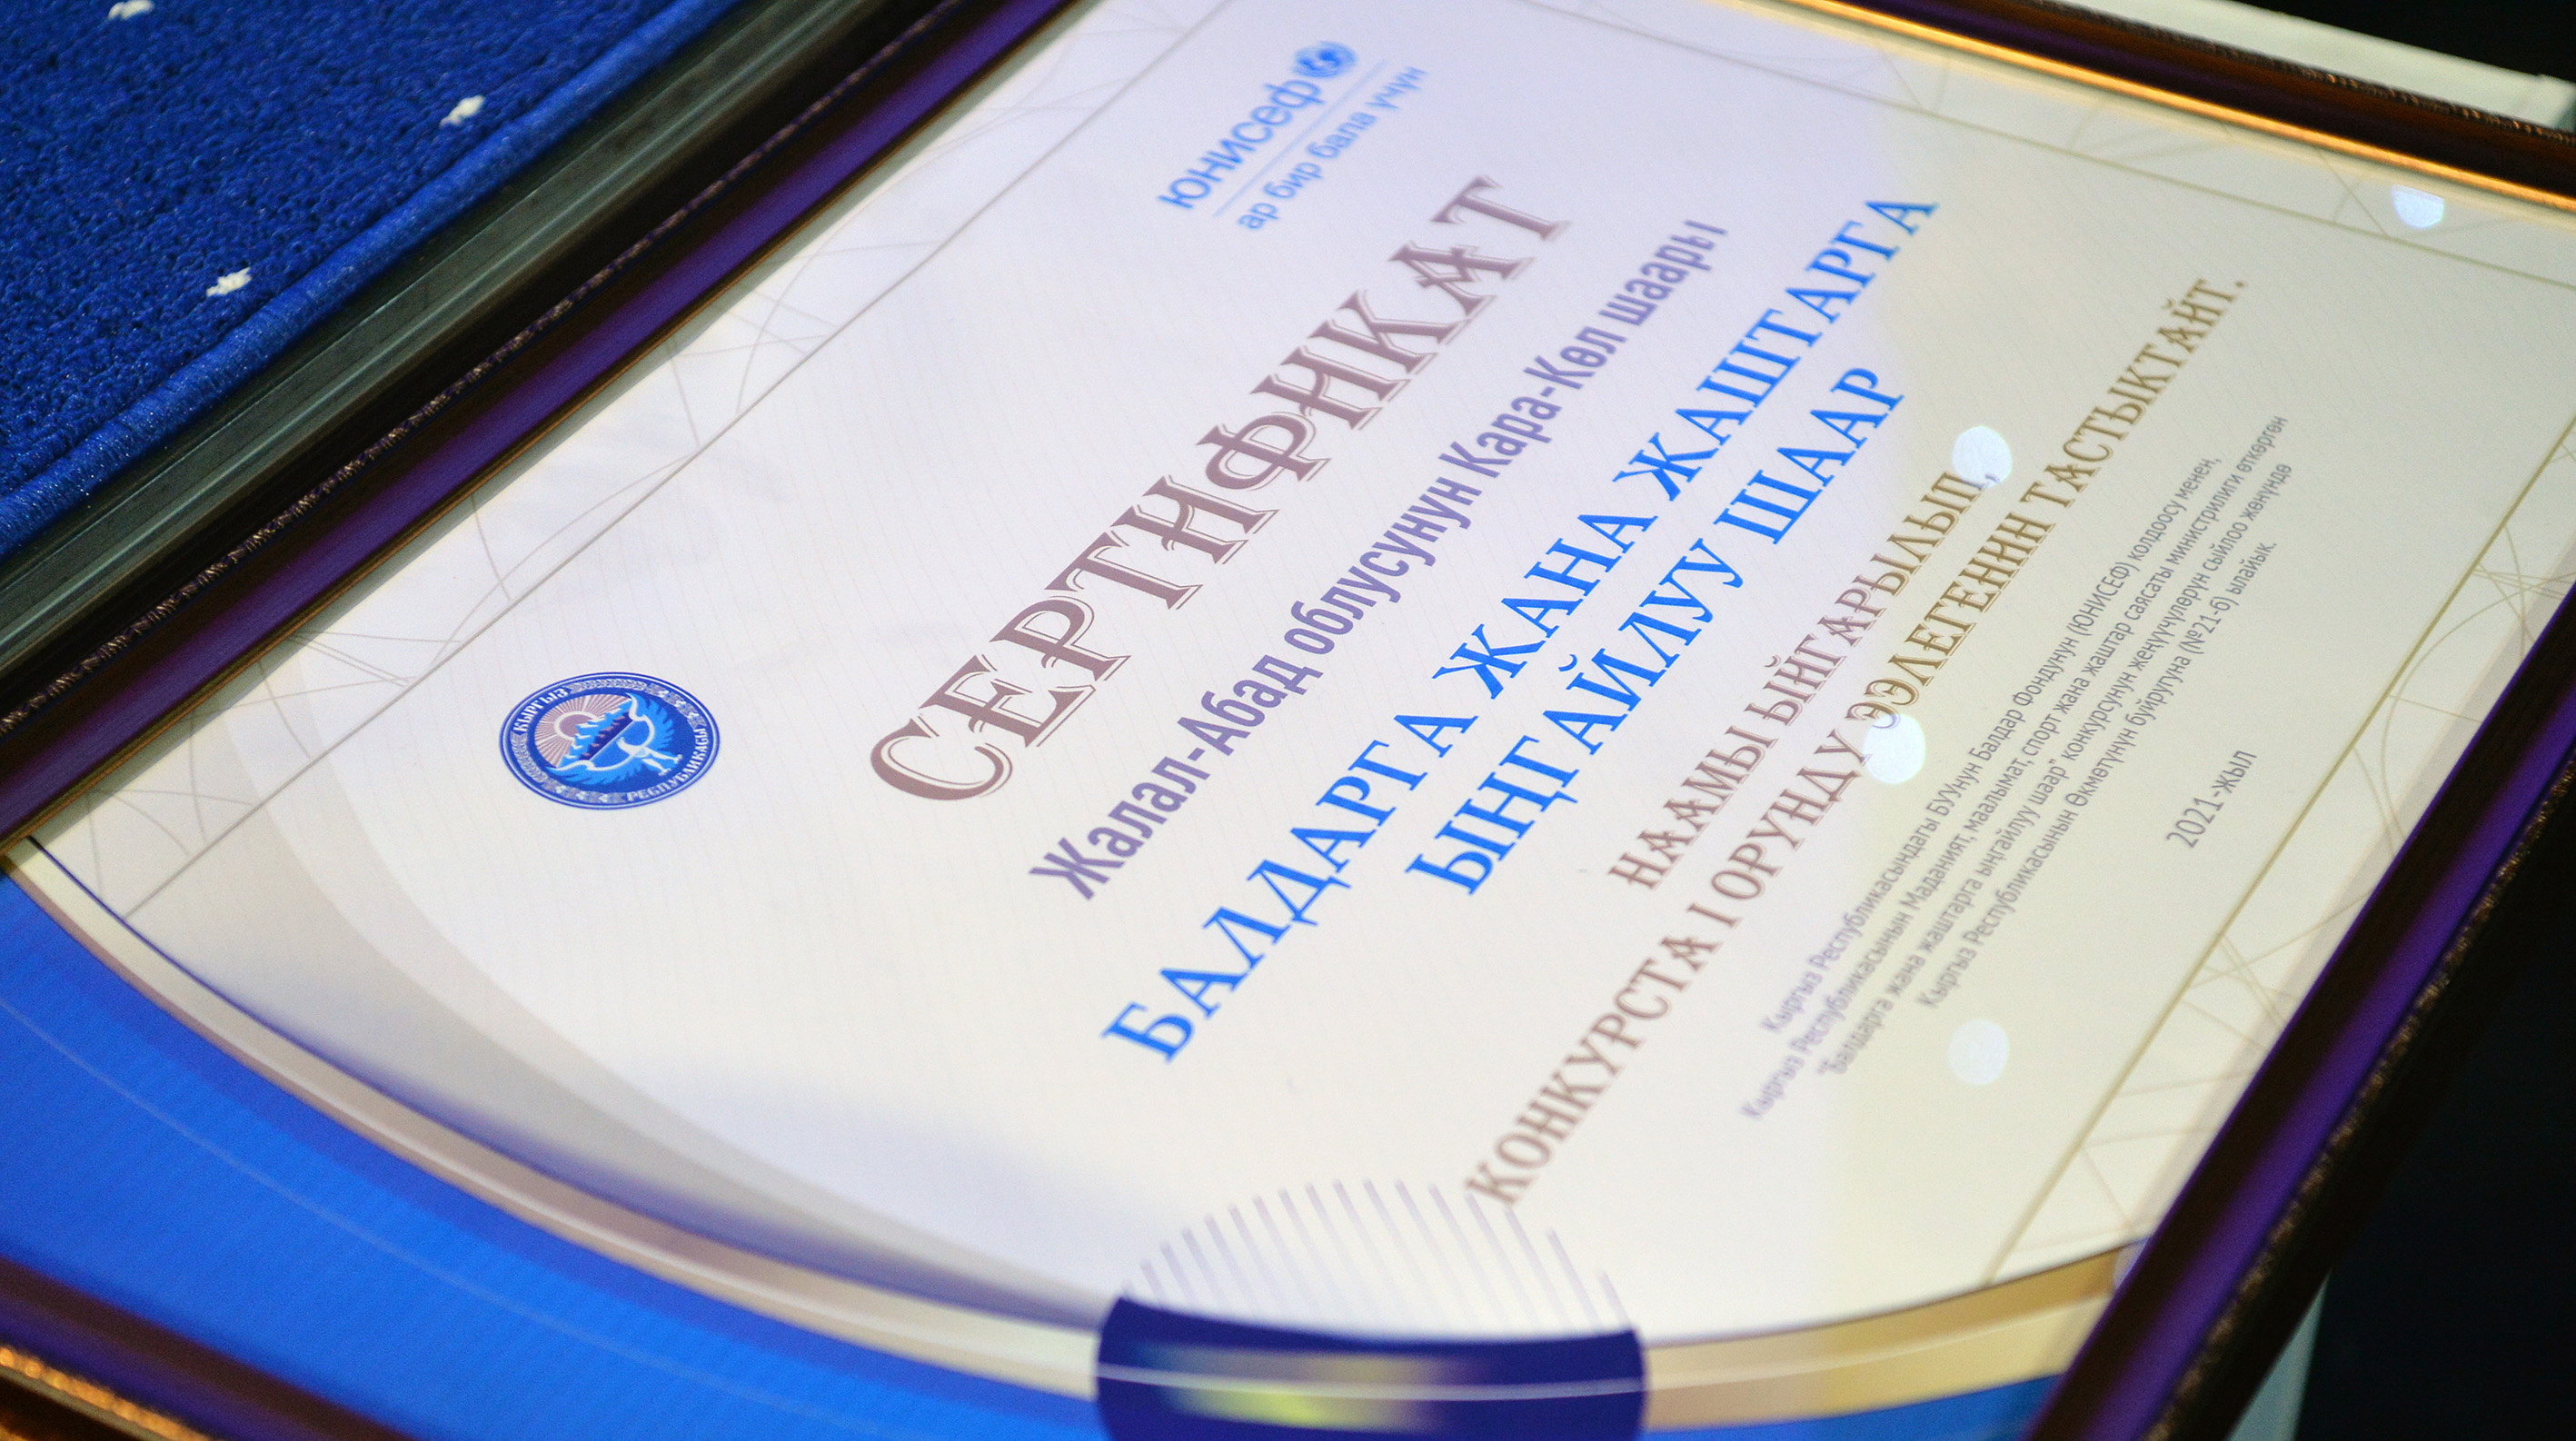 юнисеф
ар бир бала үчүн
КЫРГЫЗ
РЕСПУБЛИКАСЫ
СЕРТИФИКАТ
Жалал-Абад облусунун Кара-Көл шаары
БАЛДАРГА ЖАНА ЖАШТАРГА
ЫҢГАЙЛУУ ШААР
НААМЫ ЫЙГАРЫЛЫП,
КОНКУРСТА I ОРУНДУ ЭЭЛЕГЕНИН ТАСТЫКТАЙТ.
Кыргыз Республикасындагы БУУнун Балдар Фондунун (ЮНИСЕФ) колдоосу менен,
Кыргыз Республикасынын Маданият, маалымат, спорт жана жаштар саясаты министрлиги өткөргөн
"Балдарга жана жаштарга ыңгайлуу шаар" конкурсунун жеңүүчүлөрүн сыйлоо жөнүндө
Кыргыз Республикасынын Өкмөтүнүн буйругуна (№21-б) ылайык.
2021-жыл